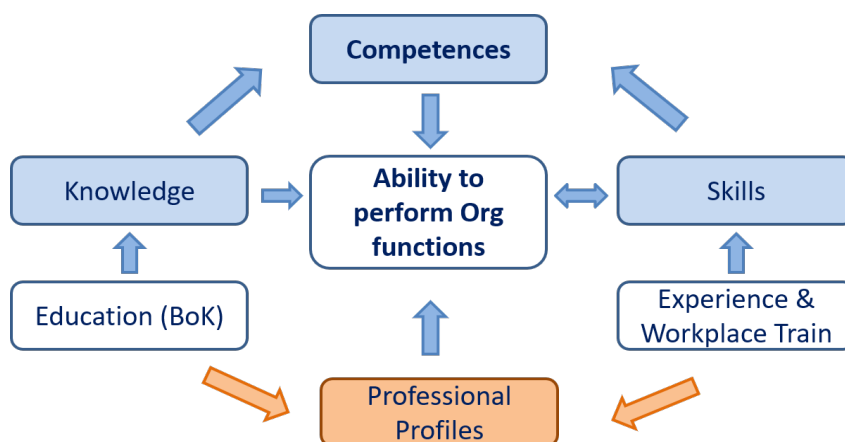 Competences
Knowledge
Ability to
perform Org
functions
Skills
Education (BoK)
Experience &
Workplace Train
Professional
Profiles